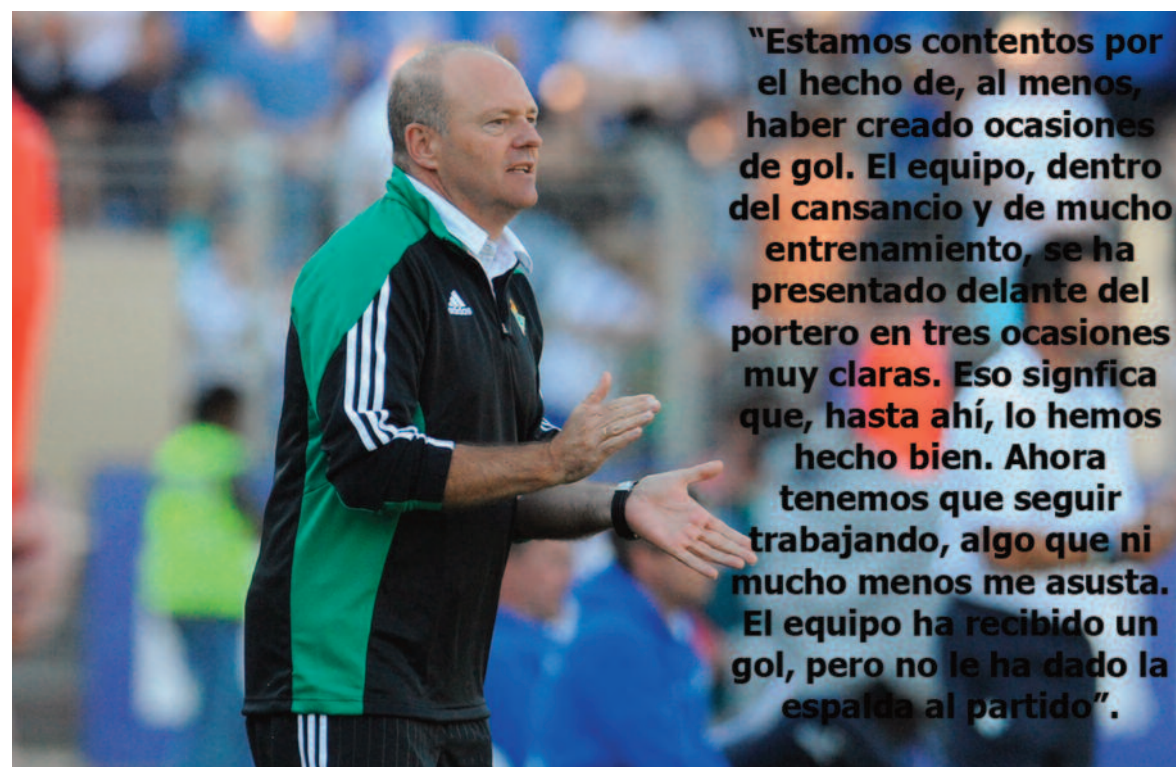 “Estamos contentos por
el hecho de, al menos,
haber creado ocasiones
de gol. El equipo, dentro
del cansancio y de mucho
entrenamiento, se ha
presentado delante del
portero en tres ocasiones
muy claras. Eso signfica
que, hasta ahí, lo hemos
hecho bien. Ahora
tenemos que seguir
trabajando, algo que ni
mucho menos me asusta.
El equipo ha recibido un
gol, pero no le ha dado la
espalda al partido”.
adidas